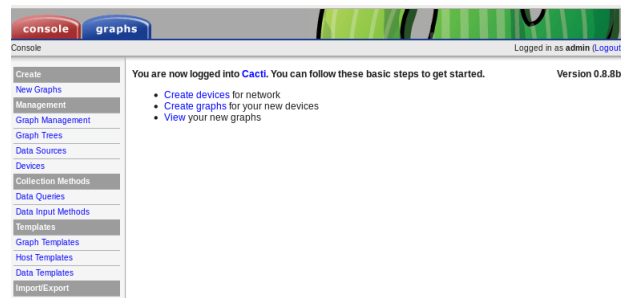 console graphs
Console
Logged in as admin (Logout
Create
New Graphs
Management
Graph Management
Graph Trees
Data Sources
Devices
Collection Methods
Data Queries
Data Input Methods
Templates
Graph Templates
Host Templates
Data Templates
Import/Export
You are now logged into Cacti. You can follow these basic steps to get started.
Version 0.8.8b
Create devices for network
Create graphs for your new devices
View your new graphs